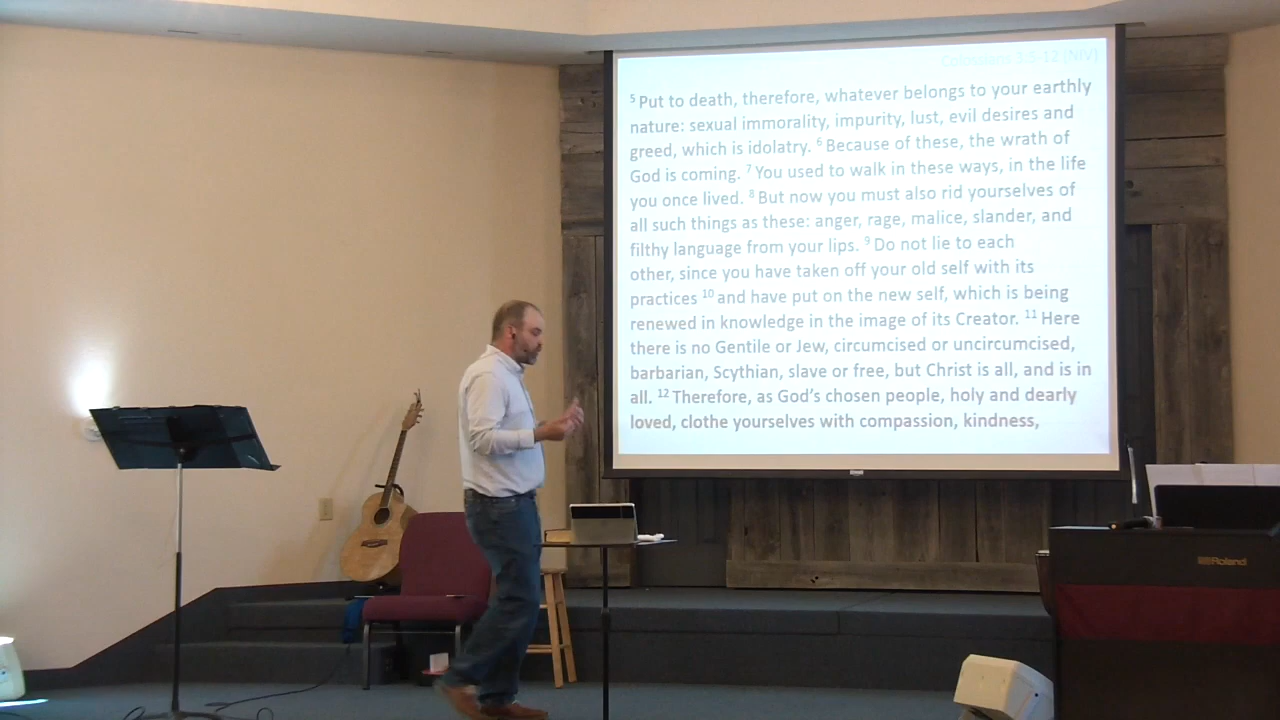 Colossians 3:5-12 (NIV)
5 Put to death, therefore, whatever belongs to your earthly
nature: sexual immorality, impurity, lust, evil desires and
greed, which is idolatry. 6 Because of these, the wrath of
God is coming. 7 You used to walk in these ways, in the life
you once lived. 8 But now you must also rid yourselves of
all such things as these: anger, rage, malice, slander, and
filthy language from your lips. 9 Do not lie to each
other, since you have taken off your old self with its
practices 10 and have put on the new self, which is being
renewed in knowledge in the image of its Creator. 11 Here
there is no Gentile or Jew, circumcised or uncircumcised,
barbarian, Scythian, slave or free, but Christ is all, and is in
all. 12 Therefore, as God’s chosen people, holy and dearly
loved, clothe yourselves with compassion, kindness,
Roland